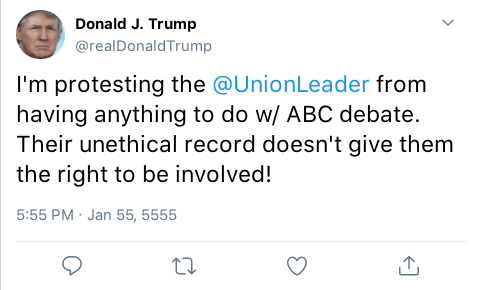 Donald J. Trump
@realDonaldTrump
I'm protesting the @UnionLeader from
having anything to do w/ ABC debate.
Their unethical record doesn't give them
the right to be involved!
5:55 PM · Jan 55, 5555